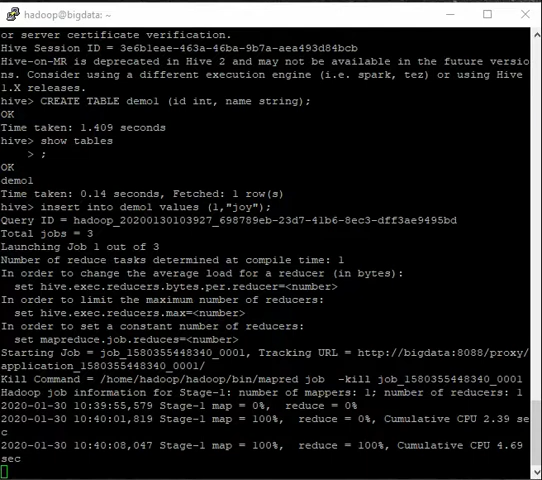 hadoop@bigdata: ~
or server certificate verification.
Hive Session ID = 3e6b1eae-463a-46ba-9b7a-aea493d84bcb
Hive-on-MR is deprecated in Hive 2 and may not be available in the future versio
ns. Consider using a different execution engine (i.e. spark, tez) or using Hive
1.X releases.
hive> CREATE TABLE demo1 (id int, name string);
OK
Time taken: 1.409 seconds
hive> show tables
    > ;
OK
demo1
Time taken: 0.14 seconds, Fetched: 1 row(s)
hive> insert into demo1 values (1,"joy");
Query ID = hadoop_20200130103927_698789eb-23d7-41b6-8ec3-dff3ae9495bd
Total jobs = 3
Launching Job 1 out of 3
Number of reduce tasks determined at compile time: 1
In order to change the average load for a reducer (in bytes):
  set hive.exec.reducers.bytes.per.reducer=<number>
In order to limit the maximum number of reducers:
  set hive.exec.reducers.max=<number>
In order to set a constant number of reducers:
  set mapreduce.job.reduces=<number>
Starting Job = job_1580355448340_0001, Tracking URL = http://bigdata:8088/proxy/
application_1580355448340_0001/
Kill Command = /home/hadoop/hadoop/bin/mapred job  -kill job_1580355448340_0001
Hadoop job information for Stage-1: number of mappers: 1; number of reducers: 1
2020-01-30 10:39:55,579 Stage-1 map = 0%,  reduce = 0%
2020-01-30 10:40:01,819 Stage-1 map = 100%,  reduce = 0%, Cumulative CPU 2.39 se
c
2020-01-30 10:40:08,047 Stage-1 map = 100%,  reduce = 100%, Cumulative CPU 4.69
sec